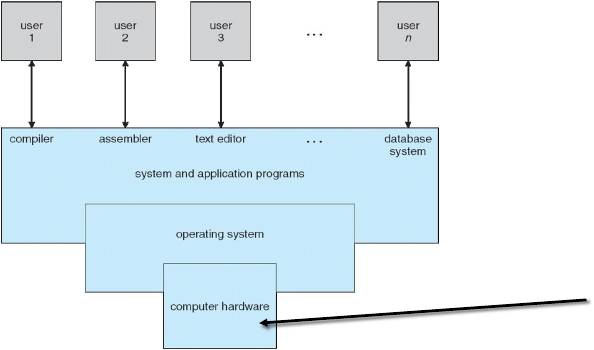 user
1
user
2
user
3
...
user
n
compiler
assembler
text editor
...
database
system
system and application programs
operating system
computer hardware